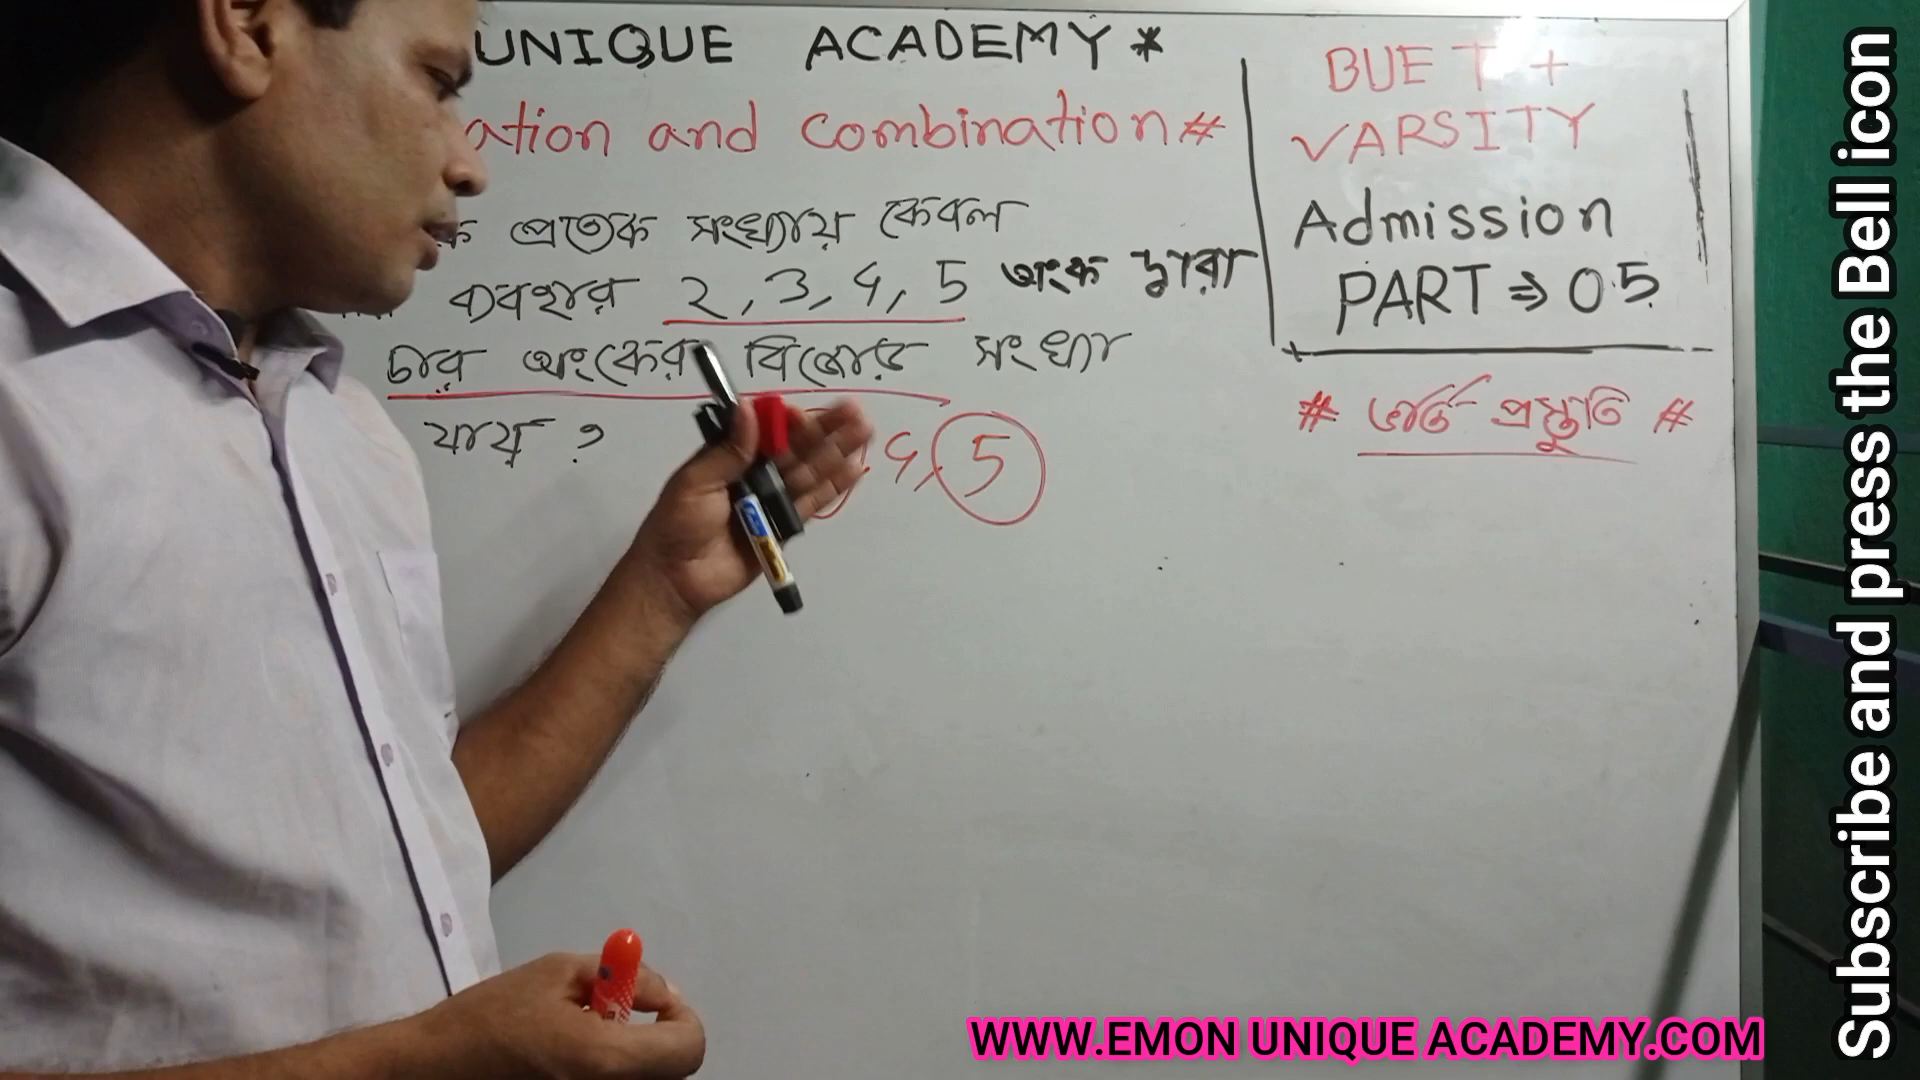 UNIQUE ACADEMY *
ation and combination #
ক প্রত্যেক সংখ্যায় কেবল
ব্যবহার 2, 3, 4, 5 অংক দ্বারা
চার অংকের বিজোড় সংখ্যা
যায় ?
4, 5
BUET +
VARSITY
Admission
PART ⇒ 05
# ভর্তি প্রস্তুতি #
Subscribe and press the Bell icon
WWW.EMON UNIQUE ACADEMY.COM